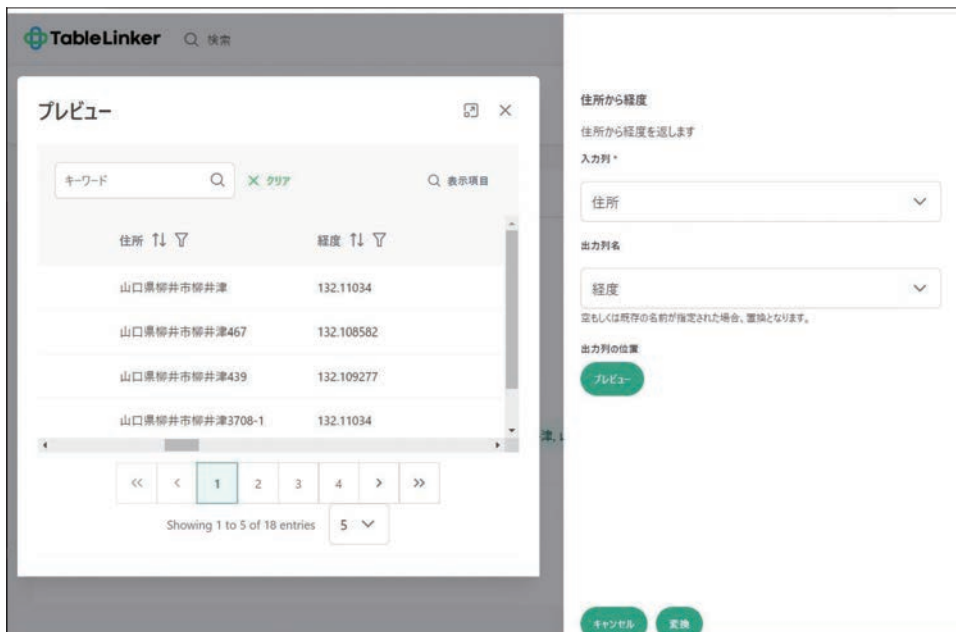 TableLinker 検索
プレビュー
キーワード クリア 表示項目
住所 経度
山口県柳井市柳井津 132.11034
山口県柳井市柳井津467 132.108582
山口県柳井市柳井津439 132.109277
山口県柳井市柳井津3708-1 132.11034
<< < 1 2 3 4 > >>
Showing 1 to 5 of 18 entries 5
津,
住所から経度
住所から経度を返します
入力列 *
住所
出力列名
経度
空もしくは既存の名前が指定された場合、置換となります。
出力列の位置
プレビュー
キャンセル 変換